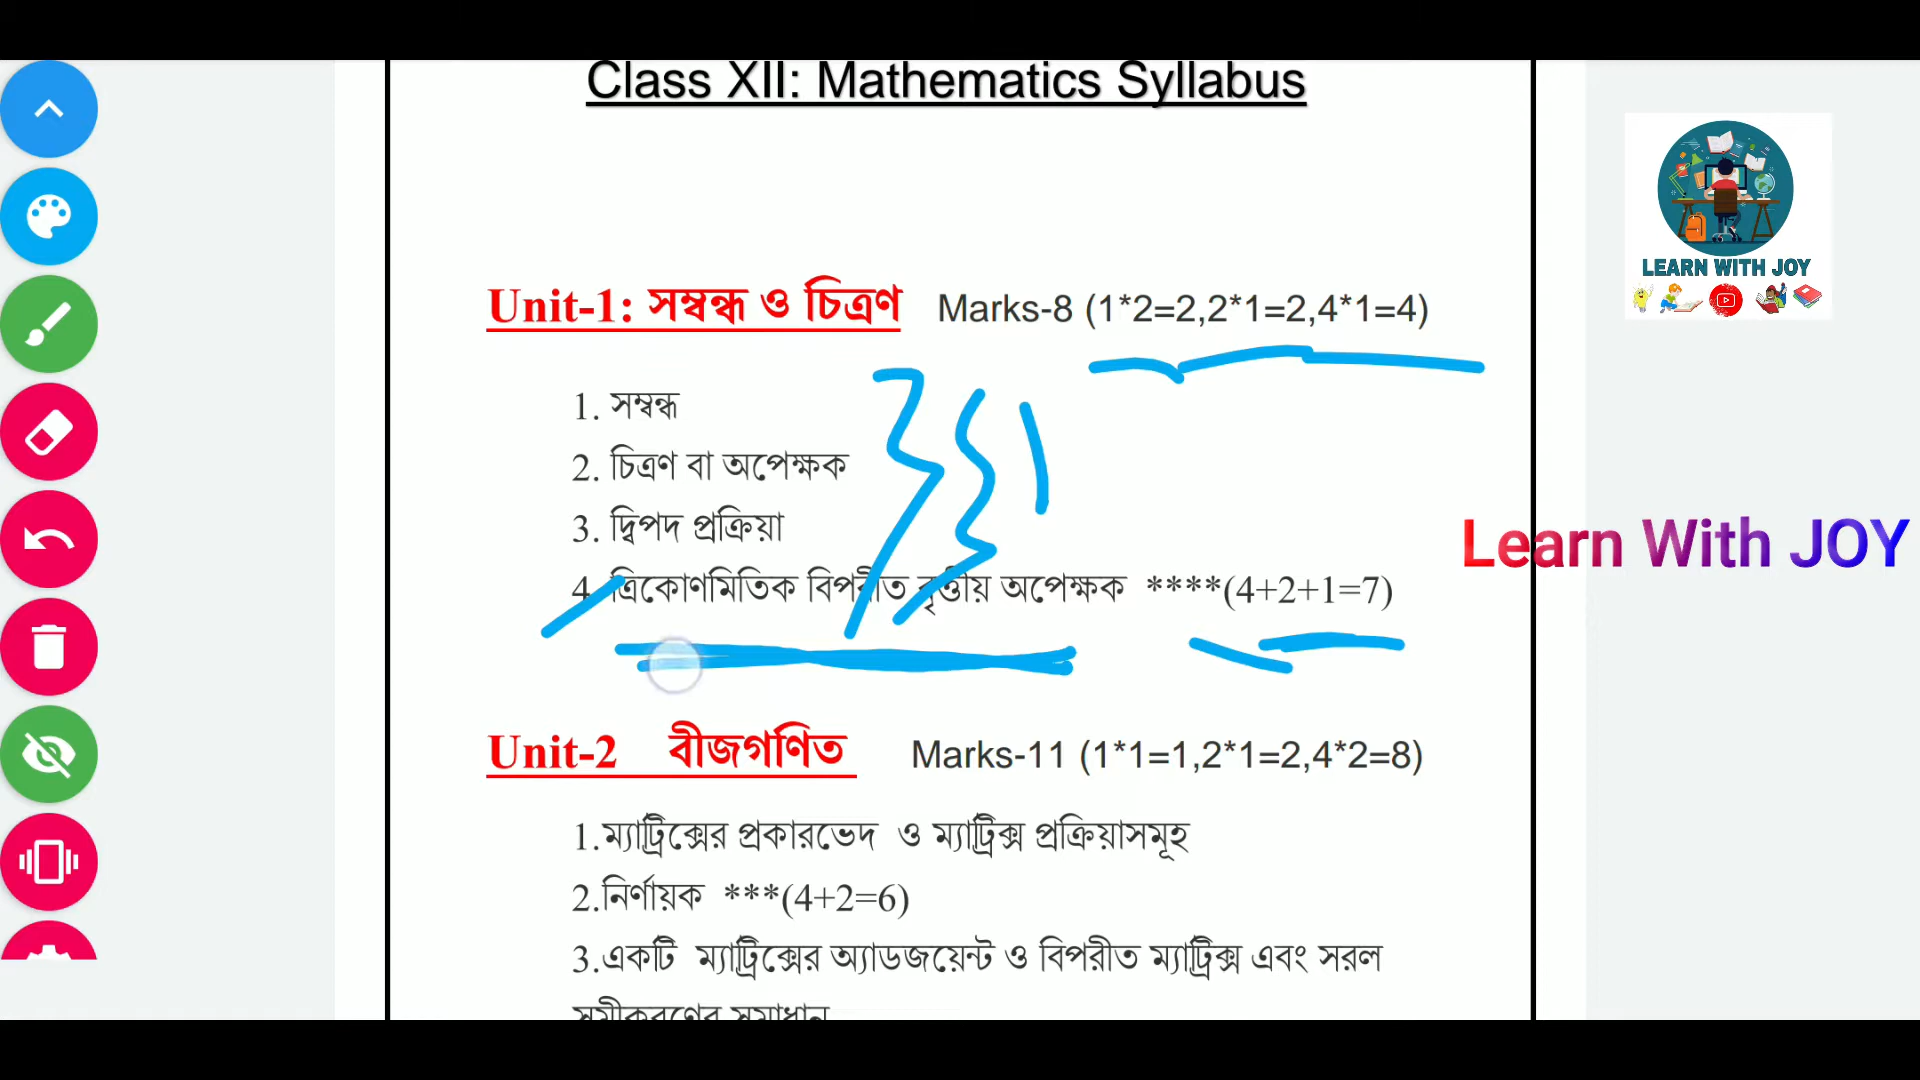 Class XII: Mathematics Syllabus
LEARN WITH JOY
Unit-1: সম্বন্ধ ও চিত্রণ Marks-8 (1*2=2,2*1=2,4*1=4)
1. সম্বন্ধ
2. চিত্রণ বা অপেক্ষক
3. দ্বিপদ প্রক্রিয়া
Learn With JOY
4. ত্রিকোণমিতিক বিপরীত বৃত্তীয় অপেক্ষক ****(4+2+1=7)
Unit-2 বীজগণিত Marks-11 (1*1=1,2*1=2,4*2=8)
1.ম্যাট্রিক্সের প্রকারভেদ ও ম্যাট্রিক্স প্রক্রিয়াসমূহ
2.নির্ণায়ক ***(4+2=6)
3.একটি ম্যাট্রিক্সের অ্যাডজয়েন্ট ও বিপরীত ম্যাট্রিক্স এবং সরল
সমীকরণের সমাধান